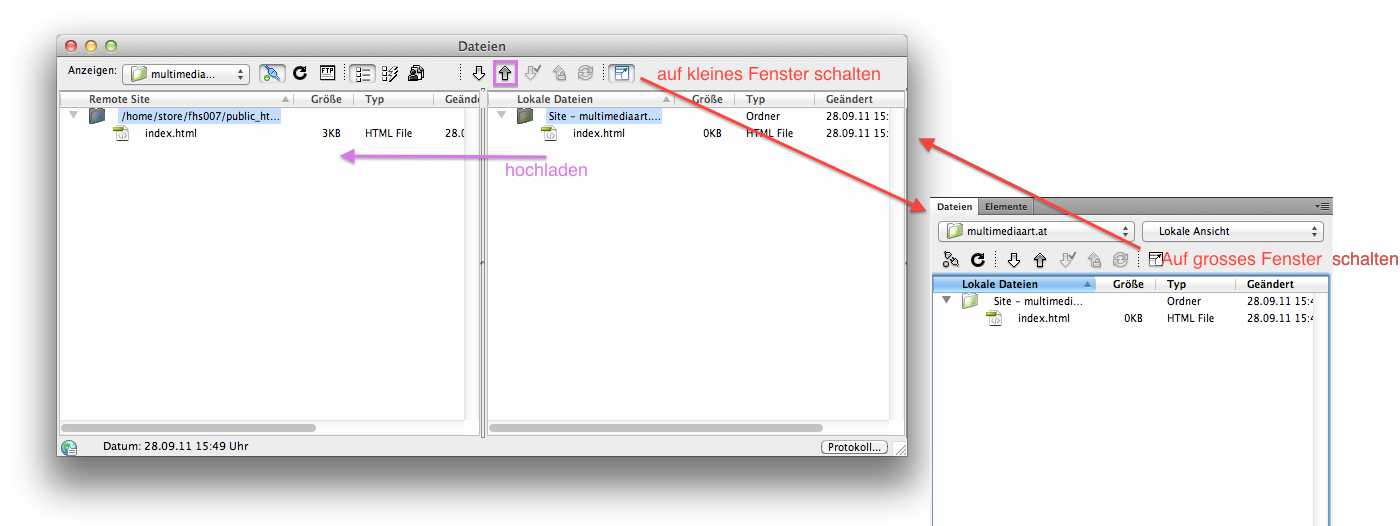 Dateien
Anzeigen: multimedia... FTP auf kleines Fenster schalten
Remote Site Größe Typ Geänd
/home/store/fhs007/public_ht...
index.html 3KB HTML File 28.0
Lokale Dateien Größe Typ Geändert
Site – multimediaart.... Ordner 28.09.11 15:
index.html 0KB HTML File 28.09.11 15:
hochladen
Datum: 28.09.11 15:49 Uhr Protokoll...
Dateien Elemente
multimediaart.at Lokale Ansicht
Auf grosses Fenster schalten
Lokale Dateien Größe Typ Geändert
Site – multimedi... Ordner 28.09.11 15:4
index.html 0KB HTML File 28.09.11 15:4